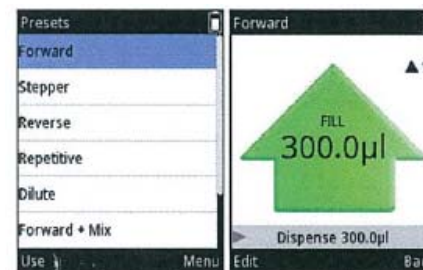 Presets
Forward
Stepper
Reverse
Repetitive
Dilute
Forward + Mix
Use
Menu
Forward
FILL
300.0µl
Dispense 300.0µl
Edit